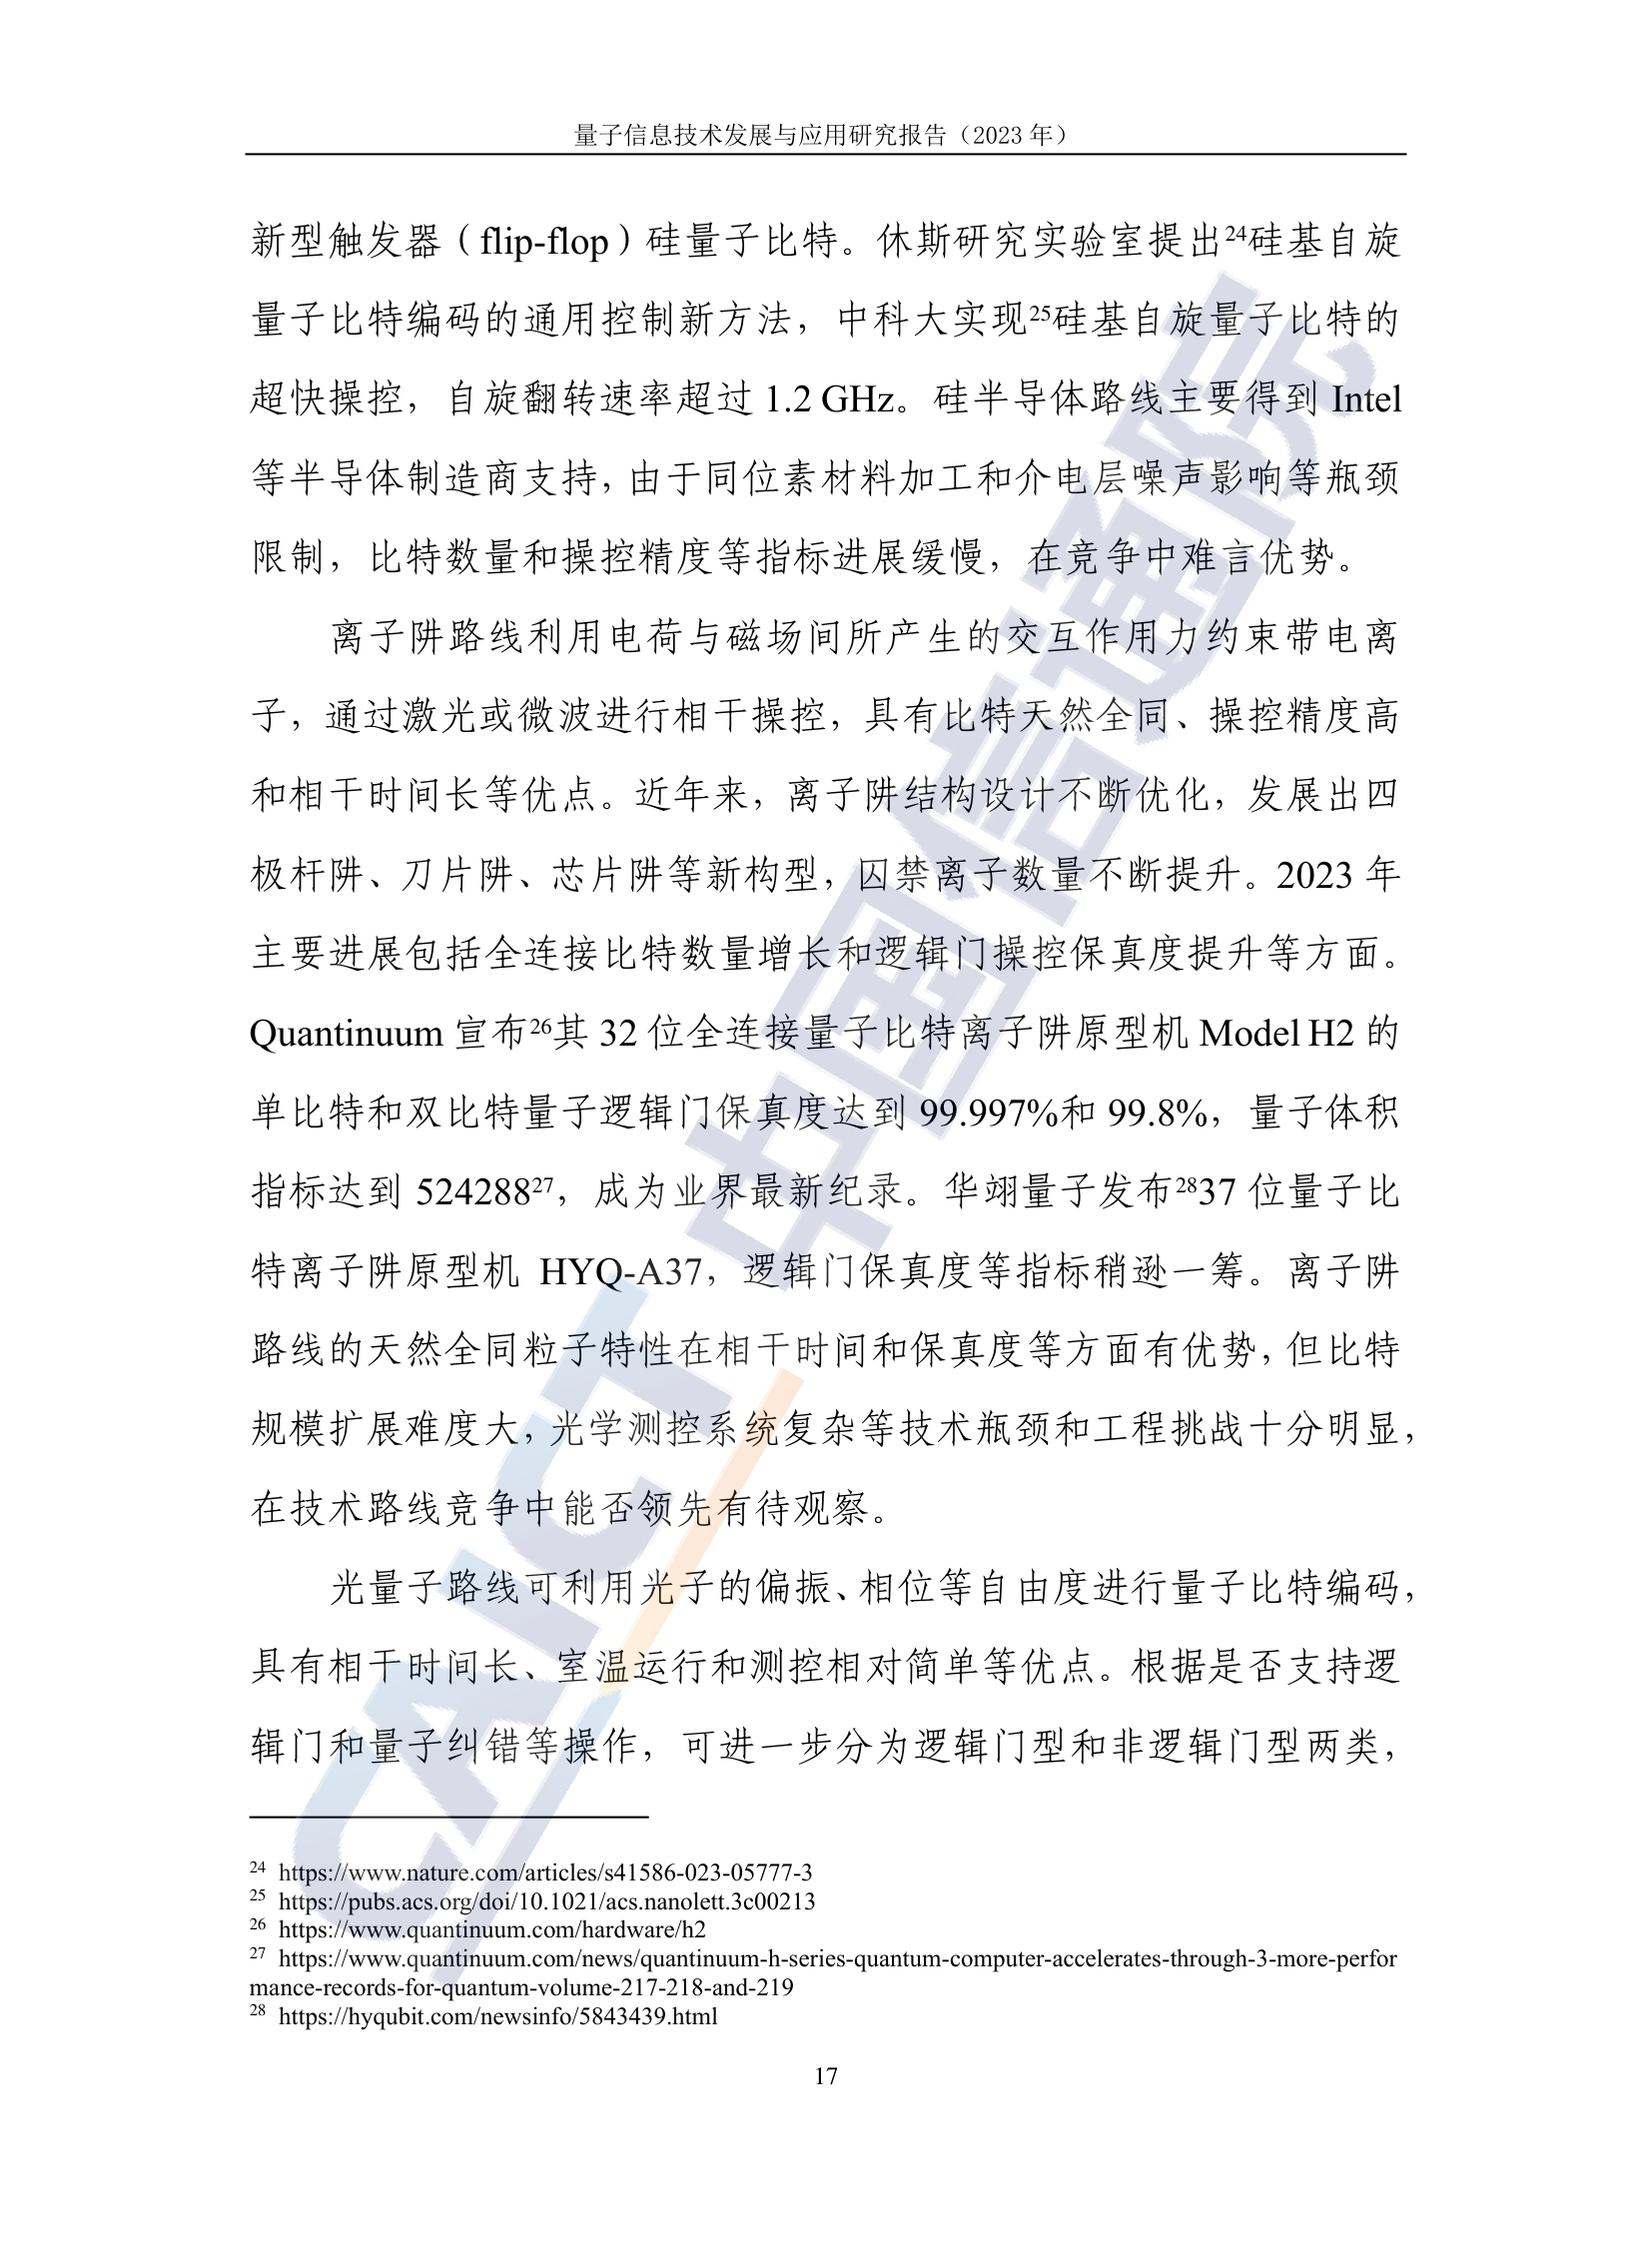 量子信息技术发展与应用研究报告（2023 年）
新型触发器（flip-flop）硅量子比特。休斯研究实验室提出24硅基自旋
量子比特编码的通用控制新方法，中科大实现25硅基自旋量子比特的
超快操控，自旋翻转速率超过 1.2 GHz。硅半导体路线主要得到 Intel
等半导体制造商支持，由于同位素材料加工和介电层噪声影响等瓶颈
限制，比特数量和操控精度等指标进展缓慢，在竞争中难言优势。
离子阱路线利用电荷与磁场间所产生的交互作用力约束带电离
子，通过激光或微波进行相干操控，具有比特天然全同、操控精度高
和相干时间长等优点。近年来，离子阱结构设计不断优化，发展出四
极杆阱、刀片阱、芯片阱等新构型，囚禁离子数量不断提升。2023 年
主要进展包括全连接比特数量增长和逻辑门操控保真度提升等方面。
Quantinuum 宣布26其 32 位全连接量子比特离子阱原型机 Model H2 的
单比特和双比特量子逻辑门保真度达到 99.997%和 99.8%，量子体积
指标达到 52428827，成为业界最新纪录。华翊量子发布2837 位量子比
特离子阱原型机 HYQ-A37，逻辑门保真度等指标稍逊一筹。离子阱
路线的天然全同粒子特性在相干时间和保真度等方面有优势，但比特
规模扩展难度大，光学测控系统复杂等技术瓶颈和工程挑战十分明显，
在技术路线竞争中能否领先有待观察。
光量子路线可利用光子的偏振、相位等自由度进行量子比特编码，
具有相干时间长、室温运行和测控相对简单等优点。根据是否支持逻
辑门和量子纠错等操作，可进一步分为逻辑门型和非逻辑门型两类，
24 https://www.nature.com/articles/s41586-023-05777-3
25 https://pubs.acs.org/doi/10.1021/acs.nanolett.3c00213
26 https://www.quantinuum.com/hardware/h2
27 https://www.quantinuum.com/news/quantinuum-h-series-quantum-computer-accelerates-through-3-more-perfor
mance-records-for-quantum-volume-217-218-and-219
28 https://hyqubit.com/newsinfo/5843439.html
17
CAICT 中国信通院